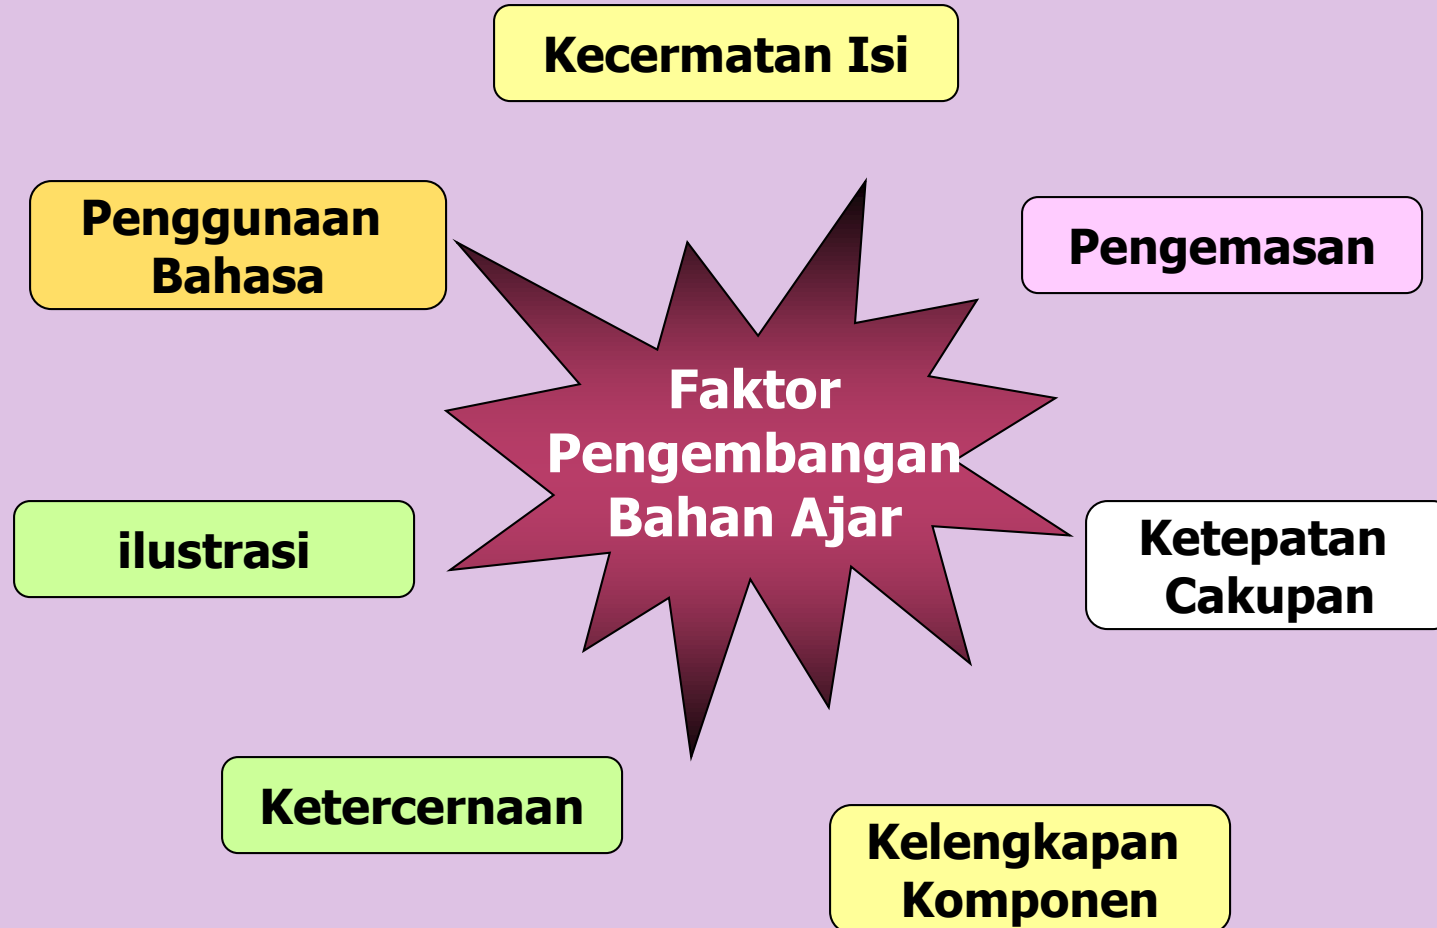 Kecermatan Isi
Penggunaan
Bahasa
Pengemasan
Faktor
Pengembangan
Bahan Ajar
ilustrasi
Ketepatan
Cakupan
Ketercernaan
Kelengkapan
Komponen